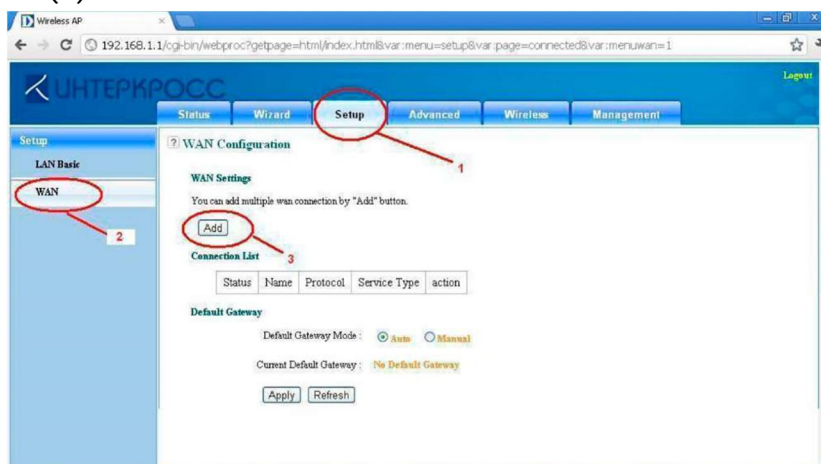 Wireless AP
192.168.1.1/cgi-bin/webproc?getpage=html/index.html&var:menu=setup&var:page=connected&var:menuwan=1
ИНТЕРКРОСС
Logout
Status Wizard Setup Advanced Wireless Management
Setup
LAN Basic
WAN
? WAN Configuration
1
WAN Settings
You can add multiple wan connection by "Add" button.
2
Add
3
Connection List
Status Name Protocol Service Type action
Default Gateway
Default Gateway Mode : Auto Manual
Current Default Gateway : No Default Gateway
Apply Refresh